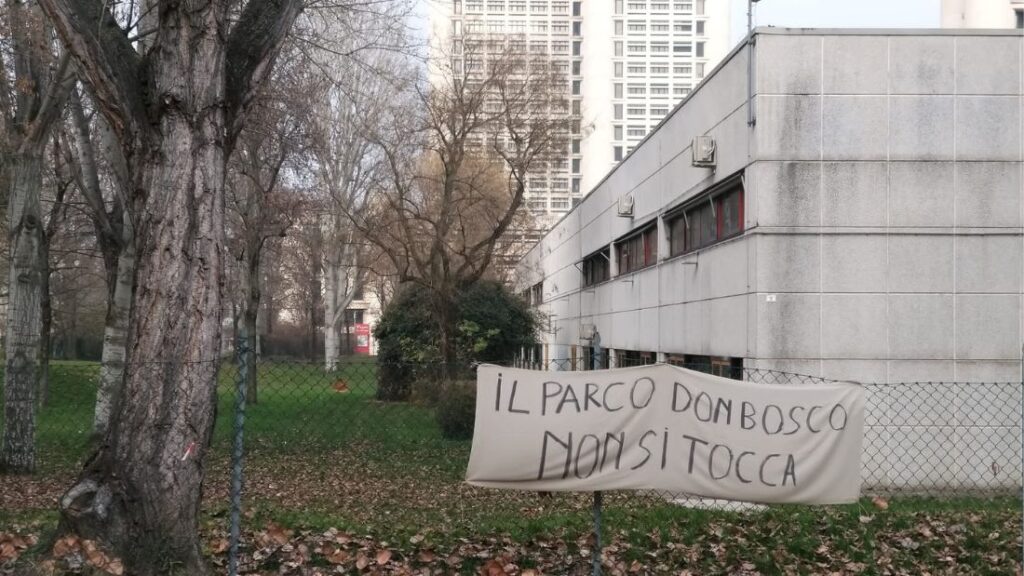 iL PARCO DON BOSCO
NON Si TOCCA